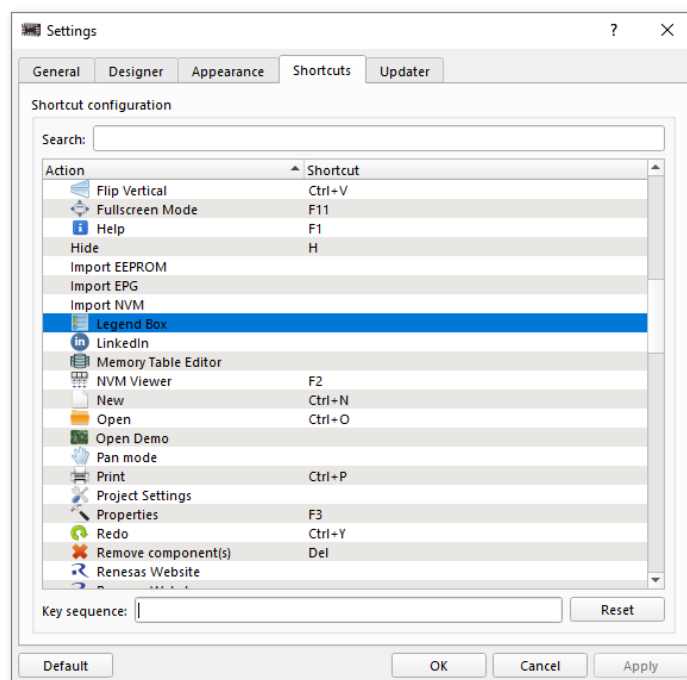 Settings
?
General Designer Appearance Shortcuts Updater
Shortcut configuration
Search:
Action Shortcut
Flip Vertical Ctrl+V
Fullscreen Mode F11
Help F1
Hide H
Import EEPROM
Import EPG
Import NVM
Legend Box
LinkedIn
Memory Table Editor
NVM Viewer F2
New Ctrl+N
Open Ctrl+O
Open Demo
Pan mode
Print Ctrl+P
Project Settings
Properties F3
Redo Ctrl+Y
Remove component(s) Del
Renesas Website
Key sequence: Reset
Default OK Cancel Apply